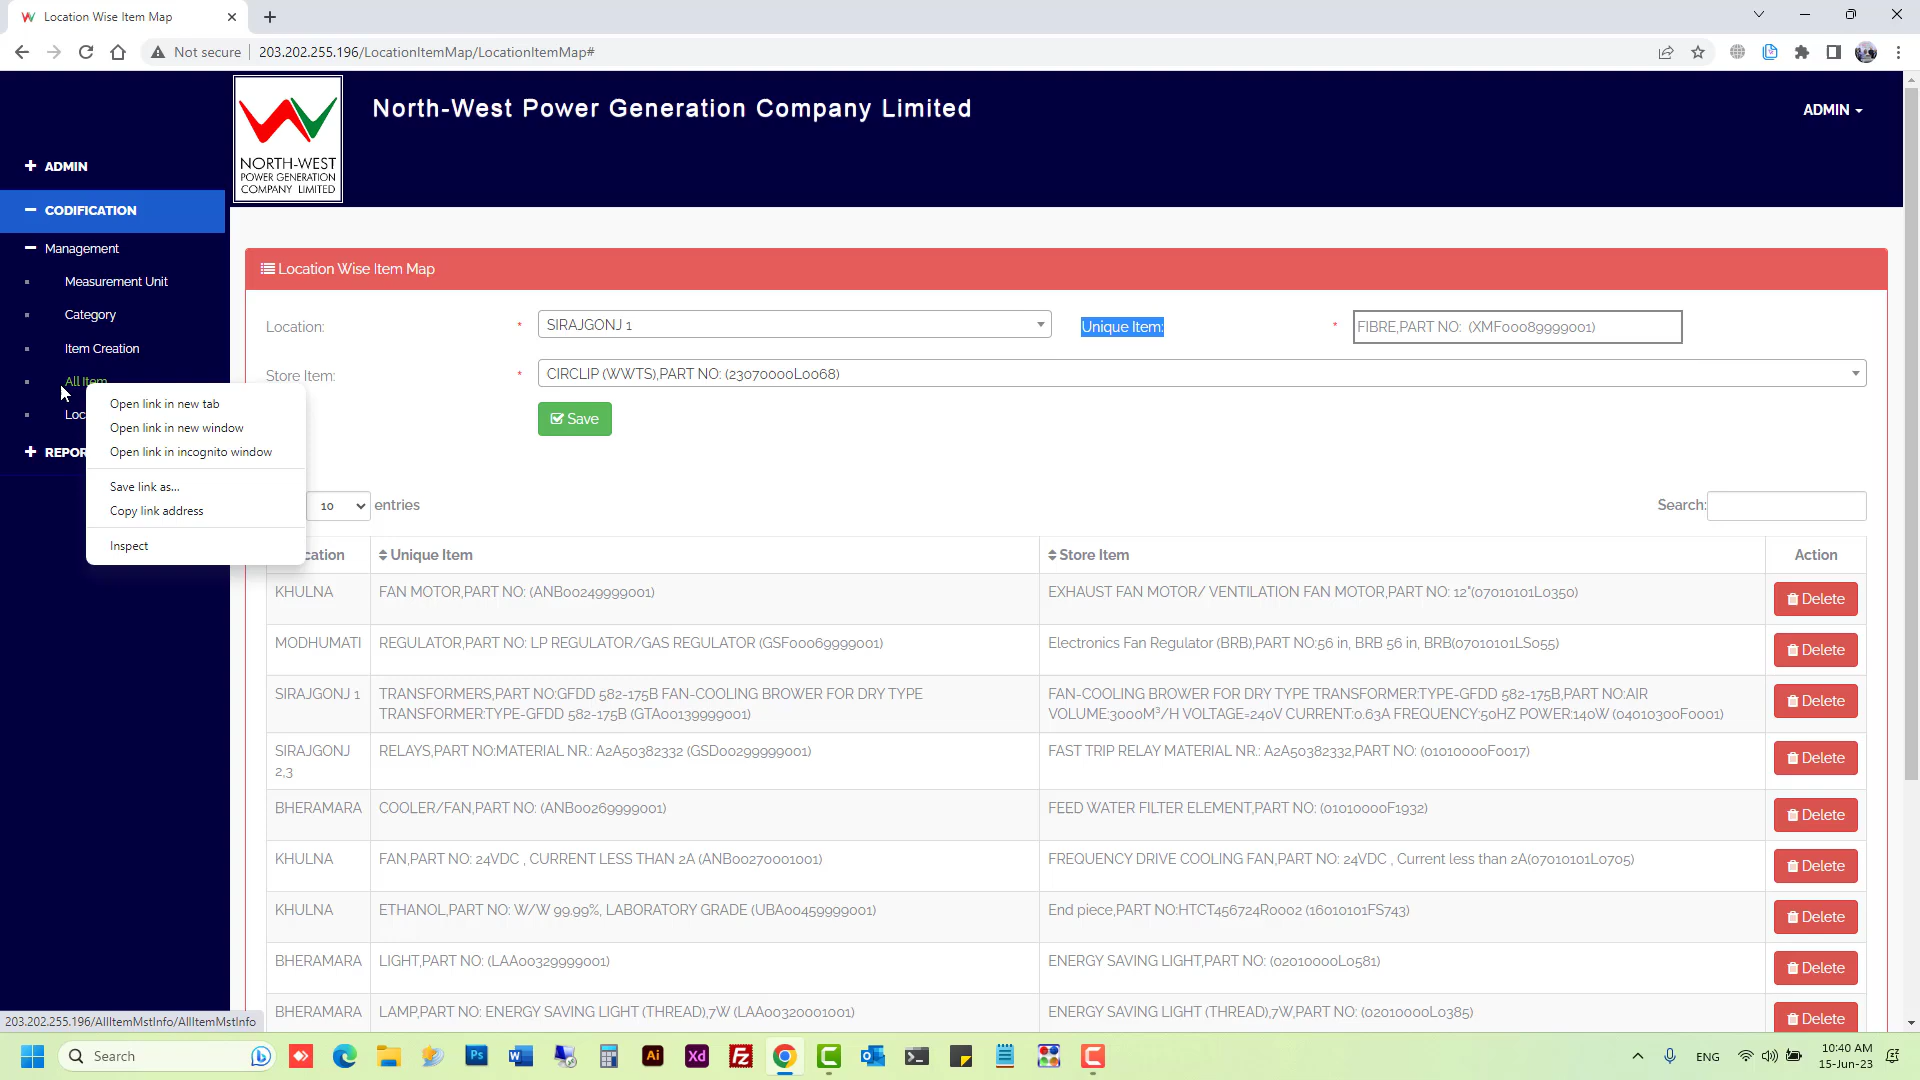 Location Wise Item Map
Not secure
203.202.255.196/LocationItemMap/LocationItemMap#
NORTH-WEST
POWER GENERATION
COMPANY LIMITED
North-West Power Generation Company Limited
ADMIN
ADMIN
CODIFICATION
Management
Measurement Unit
Category
Item Creation
All Item
Loc
REPOR
Open link in new tab
Open link in new window
Open link in incognito window
Save link as...
Copy link address
Inspect
Location Wise Item Map
Location: * SIRAJGONJ 1 Unique Item: * FIBRE,PART NO: (XMF00089999001)
Store Item: * CIRCLIP (WWTS),PART NO: (23070000L0068)
Save
10 entries Search:
cation Unique Item Store Item Action
KHULNA FAN MOTOR,PART NO: (ANB00249999001) EXHAUST FAN MOTOR/ VENTILATION FAN MOTOR,PART NO: 12"(07010101L0350) Delete
MODHUMATI REGULATOR,PART NO: LP REGULATOR/GAS REGULATOR (GSF00069999001) Electronics Fan Regulator (BRB),PART NO:56 in, BRB 56 in, BRB(07010101LS055) Delete
SIRAJGONJ 1 TRANSFORMERS,PART NO:GFDD 582-175B FAN-COOLING BROWER FOR DRY TYPE FAN-COOLING BROWER FOR DRY TYPE TRANSFORMER:TYPE-GFDD 582-175B,PART NO:AIR Delete
TRANSFORMER:TYPE-GFDD 582-175B (GTA00139999001) VOLUME:3000M³/H VOLTAGE=240V CURRENT:0.63A FREQUENCY:50HZ POWER:140W (04010300F0001)
SIRAJGONJ RELAYS,PART NO:MATERIAL NR.: A2A50382332 (GSD00299999001) FAST TRIP RELAY MATERIAL NR.: A2A50382332,PART NO: (01010000F0017) Delete
2,3
BHERAMARA COOLER/FAN,PART NO: (ANB00269999001) FEED WATER FILTER ELEMENT,PART NO: (01010000F1932) Delete
KHULNA FAN,PART NO: 24VDC , CURRENT LESS THAN 2A (ANB00270001001) FREQUENCY DRIVE COOLING FAN,PART NO: 24VDC , Current less than 2A(07010101L0705) Delete
KHULNA ETHANOL,PART NO: W/W 99.99%, LABORATORY GRADE (UBA00459999001) End piece,PART NO:HTCT456724R0002 (16010101FS743) Delete
BHERAMARA LIGHT,PART NO: (LAA00329999001) ENERGY SAVING LIGHT,PART NO: (02010000L0581) Delete
BHERAMARA LAMP,PART NO: ENERGY SAVING LIGHT (THREAD),7W (LAA00320001001) ENERGY SAVING LIGHT (THREAD),7W,PART NO: (02010000L0385) Delete
203.202.255.196/AllItemMstInfo/AllItemMstInfo
Search
Ps
Ai
Xd
ENG
10:40 AM
15-Jun-23